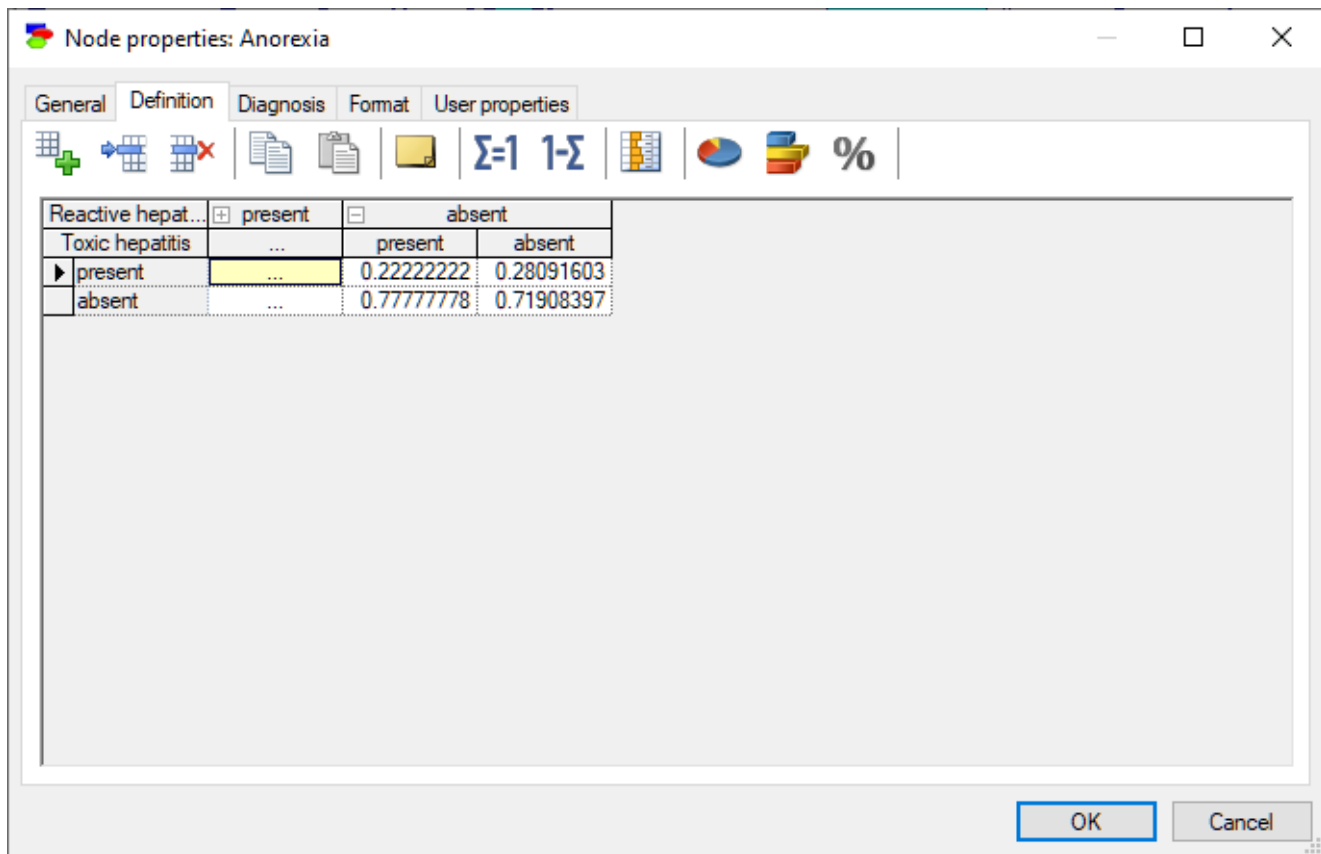 Node properties: Anorexia
General Definition Diagnosis Format User properties
Σ=1 1-Σ %
Reactive hepat... present absent
Toxic hepatitis ... present absent
present ... 0.22222222 0.28091603
absent ... 0.77777778 0.71908397
OK Cancel